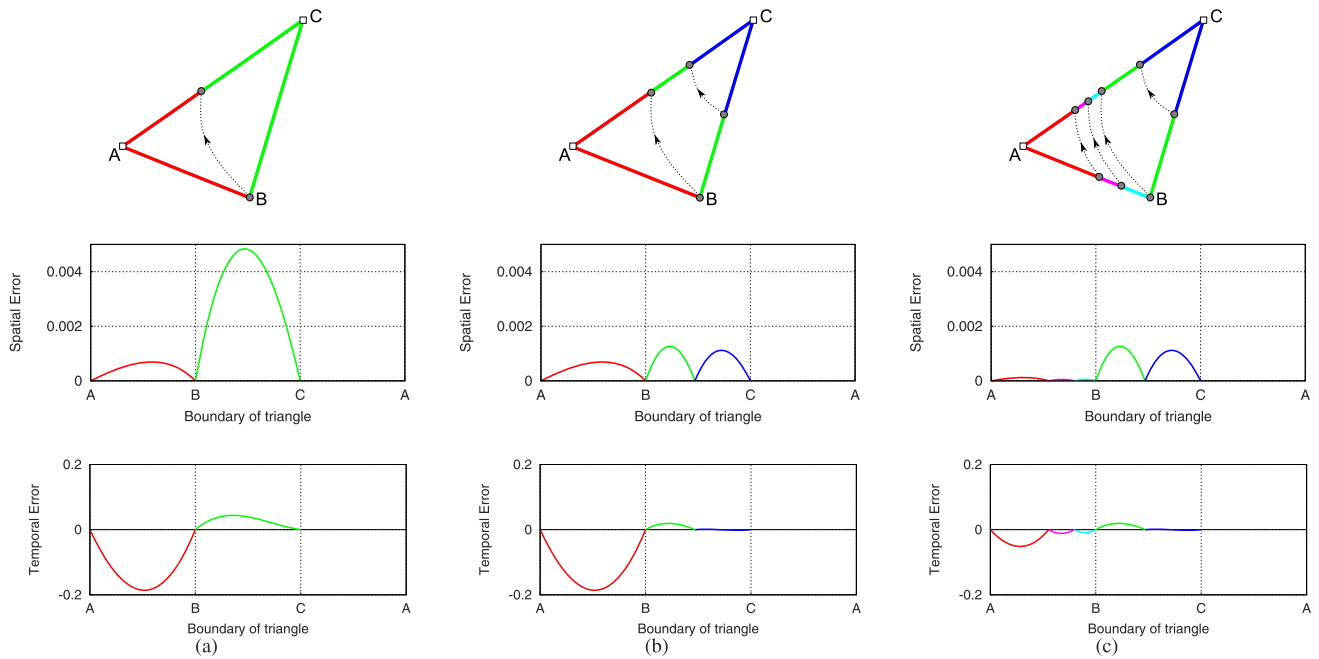 C
A
B
C
A
B
C
A
B
Spatial Error
0.004
0.002
0
A B C A
Boundary of triangle
Spatial Error
0.004
0.002
0
A B C A
Boundary of triangle
Spatial Error
0.004
0.002
0
A B C A
Boundary of triangle
Temporal Error
0.2
0
-0.2
A B C A
Boundary of triangle
(a)
Temporal Error
0.2
0
-0.2
A B C A
Boundary of triangle
(b)
Temporal Error
0.2
0
-0.2
A B C A
Boundary of triangle
(c)